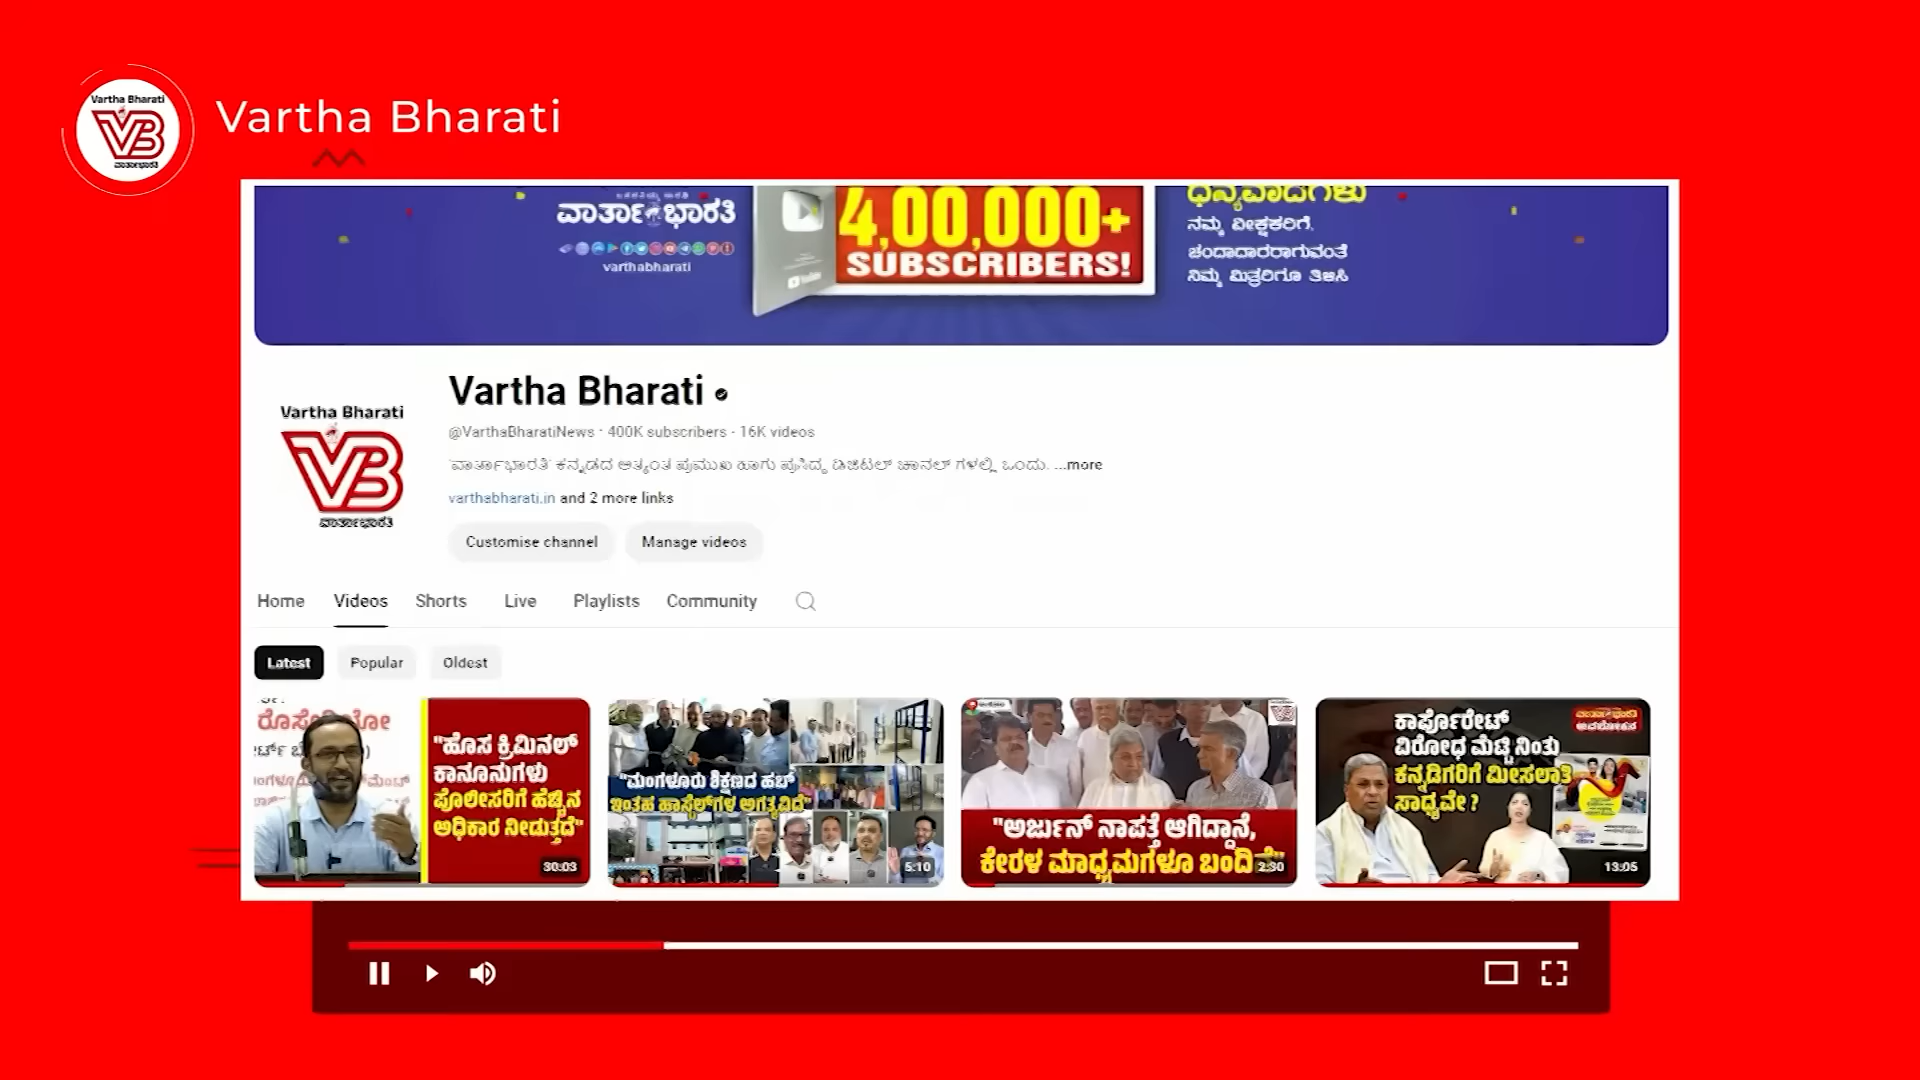 Vartha Bharati
VB
ವಾರ್ತಾಭಾರತಿ
Vartha Bharati
ವಾರ್ತಾಭಾರತಿ
varthabharati
4,00,000+
SUBSCRIBERS!
ಧನ್ಯವಾದಗಳು
ನಮ್ಮ ವೀಕ್ಷಕರಿಗೆ,
ಚಂದಾದಾರರಾಗುವಂತೆ
ನಿಮ್ಮ ಮಿತ್ರರಿಗೂ ತಿಳಿಸಿ
Vartha Bharati
VB
ವಾರ್ತಾಭಾರತಿ
Vartha Bharati
@VarthaBharatiNews · 400K subscribers · 16K videos
'ವಾರ್ತಾಭಾರತಿ' ಕನ್ನಡದ ಅತ್ಯಂತ ಪ್ರಮುಖ ಹಾಗು ಪ್ರಸಿದ್ಧ ಡಿಜಿಟಲ್ ಚಾನಲ್ ಗಳಲ್ಲಿ ಒಂದು. ...more
varthabharati.in and 2 more links
Customise channel Manage videos
Home Videos Shorts Live Playlists Community
Latest Popular Oldest
"ಹೊಸ ಕ್ರಿಮಿನಲ್
ಕಾನೂನುಗಳು
ಪೊಲೀಸರಿಗೆ ಹೆಚ್ಚಿನ
ಅಧಿಕಾರ ನೀಡುತ್ತದೆ"
30:03
"ಮಂಗಳೂರು ಶಿಕ್ಷಣದ ಹಬ್
ಇಂತಹ ಹಾಸ್ಟೆಲ್‌ಗಳ ಅಗತ್ಯವಿದೆ"
5:10
"ಅರ್ಜುನ್ ನಾಪತ್ತೆ ಆಗಿದ್ದಾನೆ,
ಕೇರಳ ಮಾಧ್ಯಮಗಳೂ ಬಂದಿವೆ"
2:30
ಕಾರ್ಪೊರೇಟ್
ವಿರೋಧ ಮೆಟ್ಟಿ ನಿಂತು
ಕನ್ನಡಿಗರಿಗೆ ಮೀಸಲಾತಿ
ಸಾಧ್ಯವೇ ?
13:05